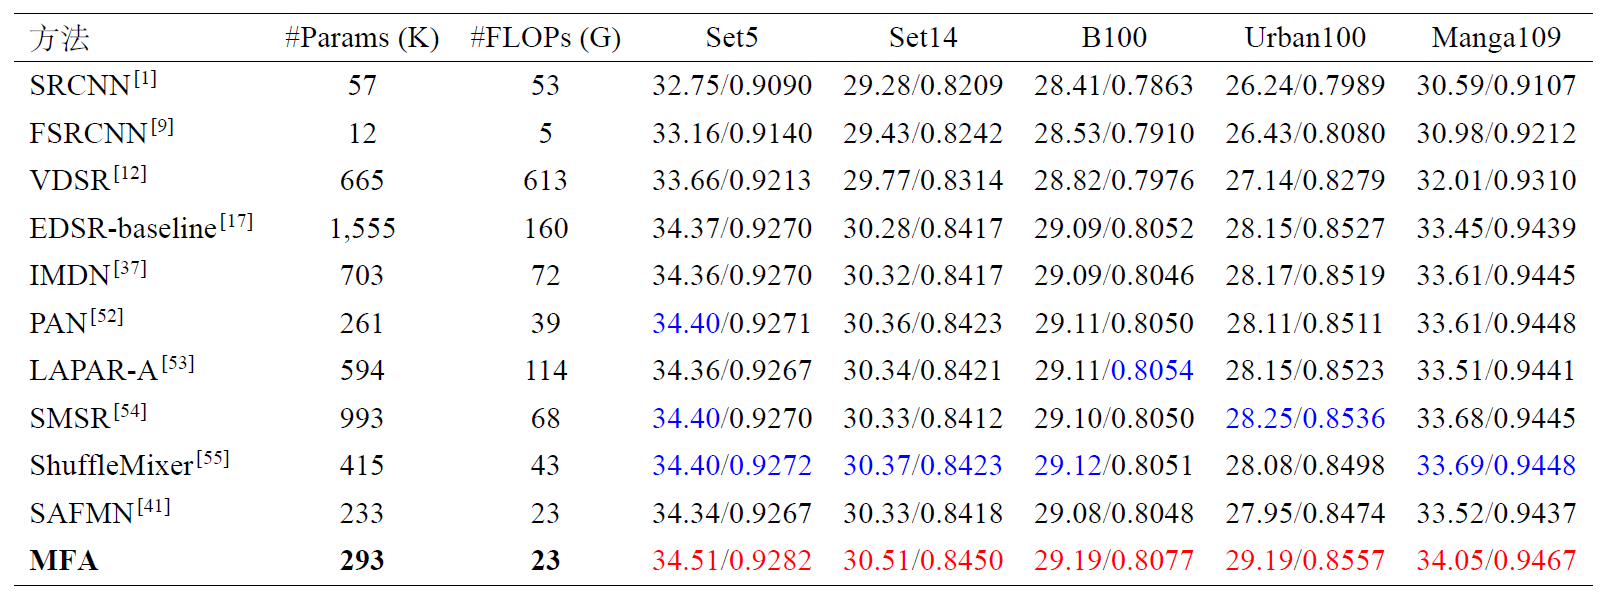 方法 #Params (K) #FLOPs (G) Set5 Set14 B100 Urban100 Manga109
SRCNN[1] 57 53 32.75/0.9090 29.28/0.8209 28.41/0.7863 26.24/0.7989 30.59/0.9107
FSRCNN[9] 12 5 33.16/0.9140 29.43/0.8242 28.53/0.7910 26.43/0.8080 30.98/0.9212
VDSR[12] 665 613 33.66/0.9213 29.77/0.8314 28.82/0.7976 27.14/0.8279 32.01/0.9310
EDSR-baseline[17] 1,555 160 34.37/0.9270 30.28/0.8417 29.09/0.8052 28.15/0.8527 33.45/0.9439
IMDN[37] 703 72 34.36/0.9270 30.32/0.8417 29.09/0.8046 28.17/0.8519 33.61/0.9445
PAN[52] 261 39 34.40/0.9271 30.36/0.8423 29.11/0.8050 28.11/0.8511 33.61/0.9448
LAPAR-A[53] 594 114 34.36/0.9267 30.34/0.8421 29.11/0.8054 28.15/0.8523 33.51/0.9441
SMSR[54] 993 68 34.40/0.9270 30.33/0.8412 29.10/0.8050 28.25/0.8536 33.68/0.9445
ShuffleMixer[55] 415 43 34.40/0.9272 30.37/0.8423 29.12/0.8051 28.08/0.8498 33.69/0.9448
SAFMN[41] 233 23 34.34/0.9267 30.33/0.8418 29.08/0.8048 27.95/0.8474 33.52/0.9437
MFA 293 23 34.51/0.9282 30.51/0.8450 29.19/0.8077 29.19/0.8557 34.05/0.9467